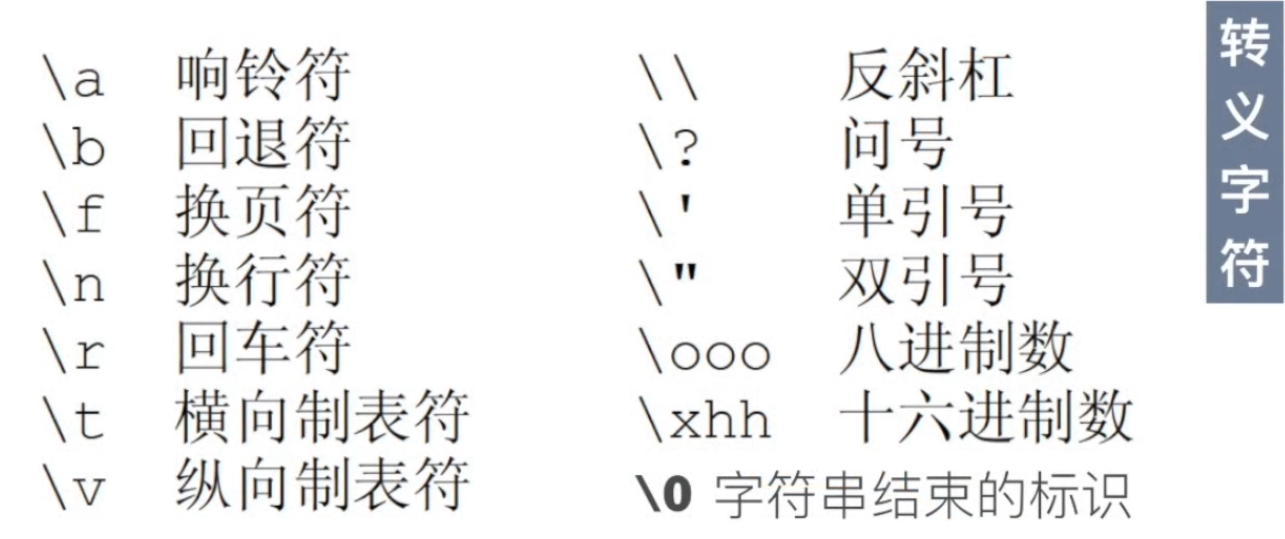 \a 响铃符
\b 回退符
\f 换页符
\n 换行符
\r 回车符
\t 横向制表符
\v 纵向制表符
\\ 反斜杠
\? 问号
\' 单引号
\" 双引号
\ooo 八进制数
\xhh 十六进制数
\0 字符串结束的标识
转义字符